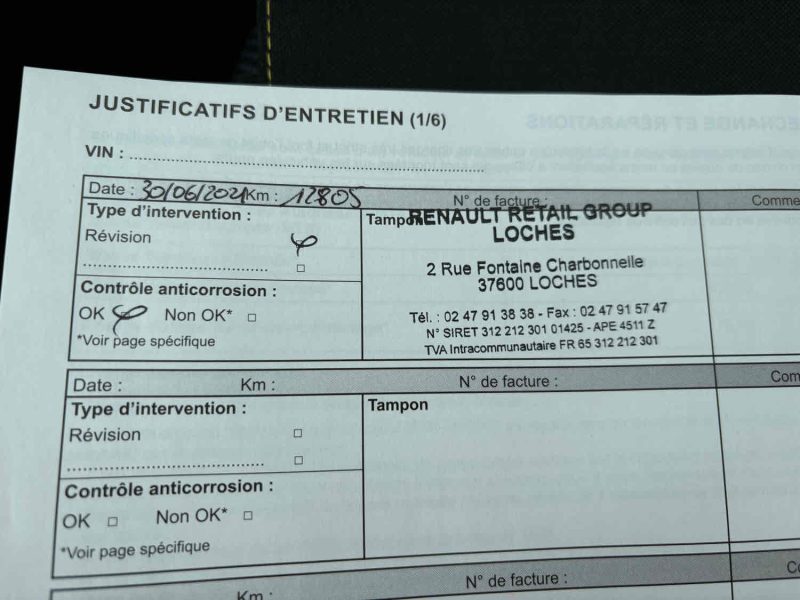 JUSTIFICATIFS D'ENTRETIEN (1/6)
VIN :
Date : 30/06/2021 Km : 12805 N° de facture : Comme
Type d'intervention :
Révision
Contrôle anticorrosion :
OK Non OK*
*Voir page spécifique
Tampon
RENAULT RETAIL GROUP
LOCHES
2 Rue Fontaine Charbonnelle
37600 LOCHES
Tél. : 02 47 91 38 38 - Fax : 02 47 91 57 47
N° SIRET 312 212 301 01425 - APE 4511 Z
TVA Intracommunautaire FR 65 312 212 301
Date : Km : N° de facture : Com
Type d'intervention :
Révision
Contrôle anticorrosion :
OK Non OK*
*Voir page spécifique
Tampon
Km : N° de facture : Co